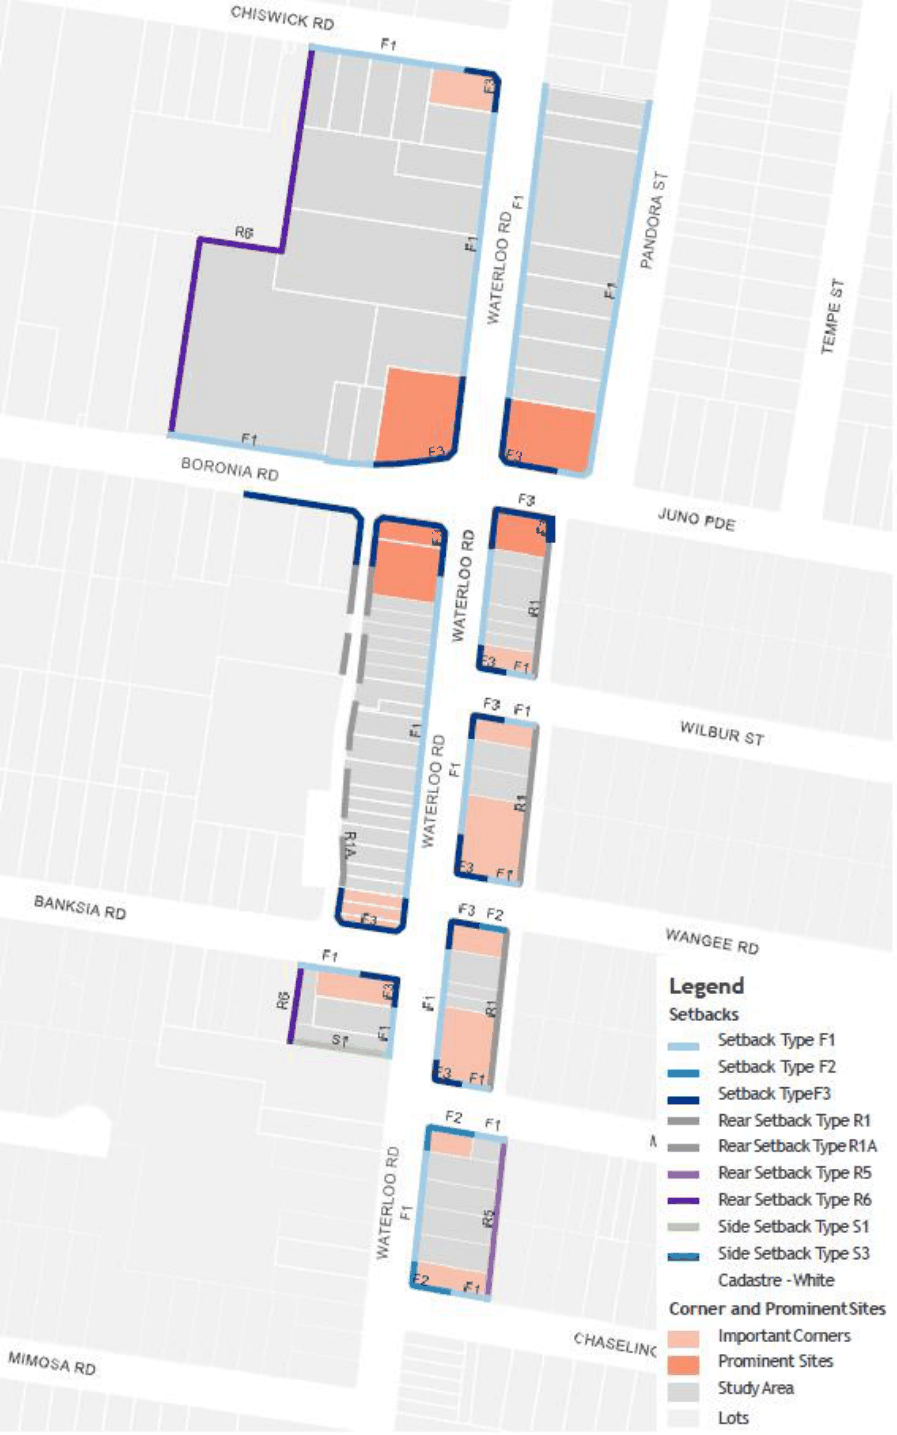 CHISWICK RD
F1
F3
F1
WATERLOO RD
F1
PANDORA ST
R6
F1
TEMPE ST
F1
F3
F3
BORONIA RD
F3
JUNO PDE
F3
F3
WATERLOO RD
R1
F3
F1
F3
F1
WILBUR ST
F1
WATERLOO RD
F1
R1
R1A
F3
F1
BANKSIA RD
F3
F3
F2
WANGEE RD
F1
R6
F3
F1
F1
R1
S1
F3
F1
F2
F1
M
WATERLOO RD
F1
R5
F2
F1
CHASELING
MIMOSA RD
Legend
Setbacks
Setback Type F1
Setback Type F2
Setback TypeF3
Rear Setback Type R1
Rear Setback Type R1A
Rear Setback Type R5
Rear Setback Type R6
Side Setback Type S1
Side Setback Type S3
Cadastre - White
Corner and Prominent Sites
Important Corners
Prominent Sites
Study Area
Lots